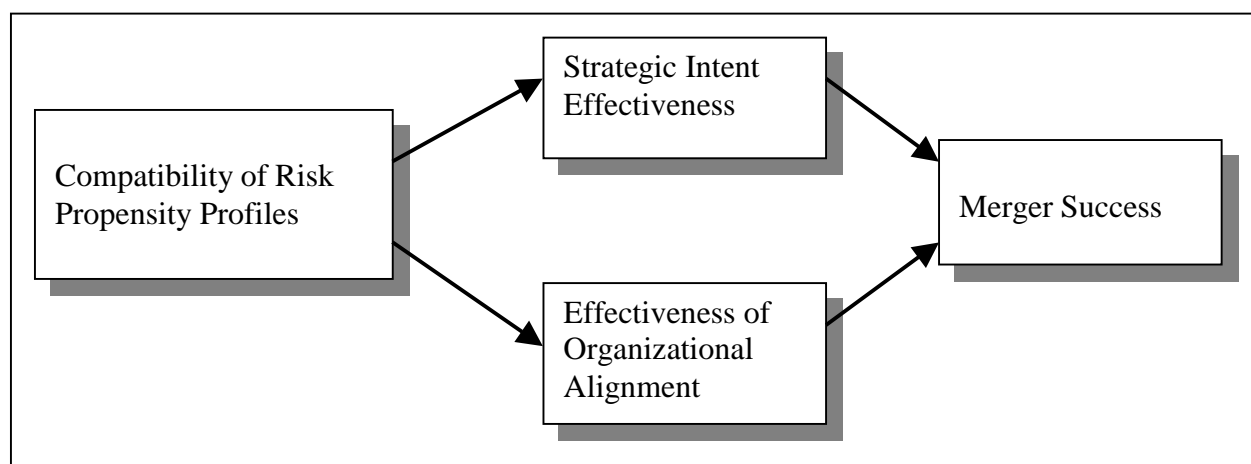 Compatibility of Risk
Propensity Profiles
Strategic Intent
Effectiveness
Effectiveness of
Organizational
Alignment
Merger Success